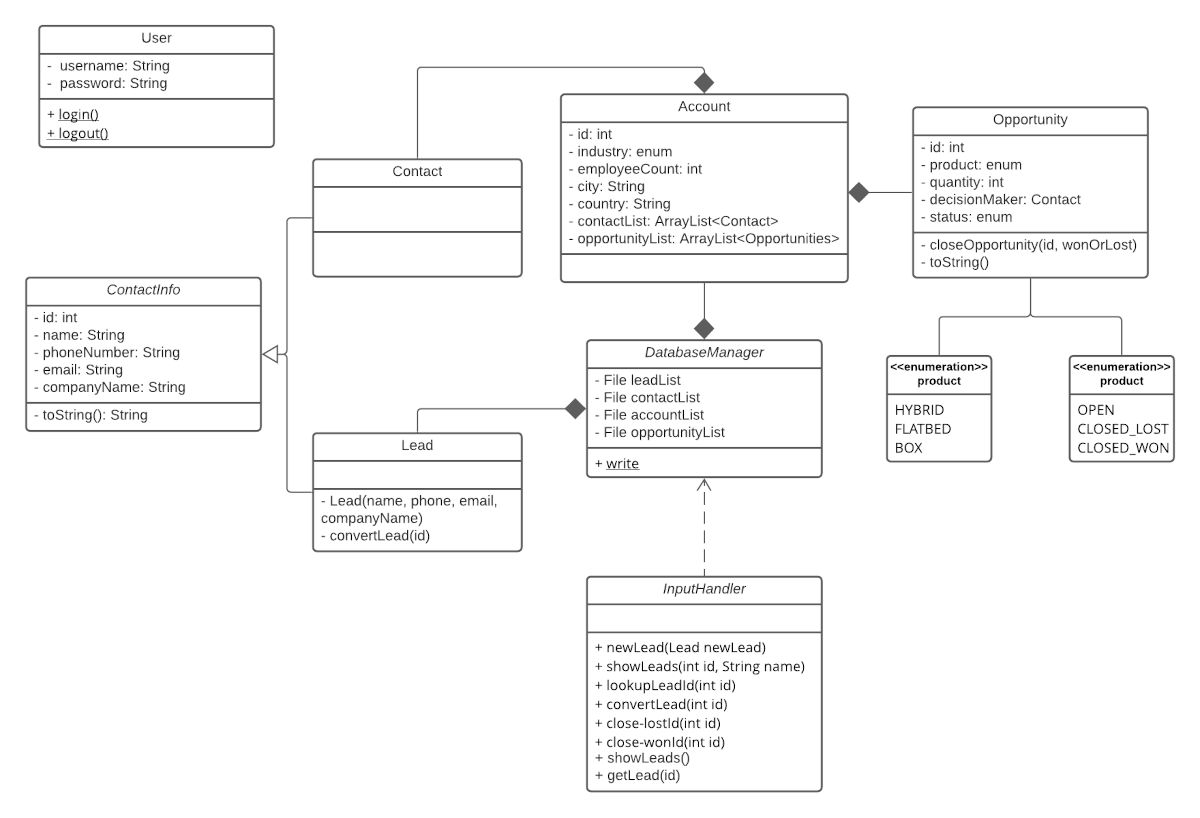 User
- username: String
- password: String
+ login()
+ logout()
Contact
Account
- id: int
- industry: enum
- employeeCount: int
- city: String
- country: String
- contactList: ArrayList<Contact>
- opportunityList: ArrayList<Opportunities>
Opportunity
- id: int
- product: enum
- quantity: int
- decisionMaker: Contact
- status: enum
- closeOpportunity(id, wonOrLost)
- toString()
ContactInfo
- id: int
- name: String
- phoneNumber: String
- email: String
- companyName: String
- toString(): String
Lead
- Lead(name, phone, email,
companyName)
- convertLead(id)
DatabaseManager
- File leadList
- File contactList
- File accountList
- File opportunityList
+ write
<<enumeration>>
product
HYBRID
FLATBED
BOX
<<enumeration>>
product
OPEN
CLOSED_LOST
CLOSED_WON
InputHandler
+ newLead(Lead newLead)
+ showLeads(int id, String name)
+ lookupLeadId(int id)
+ convertLead(int id)
+ close-lostId(int id)
+ close-wonId(int id)
+ showLeads()
+ getLead(id)